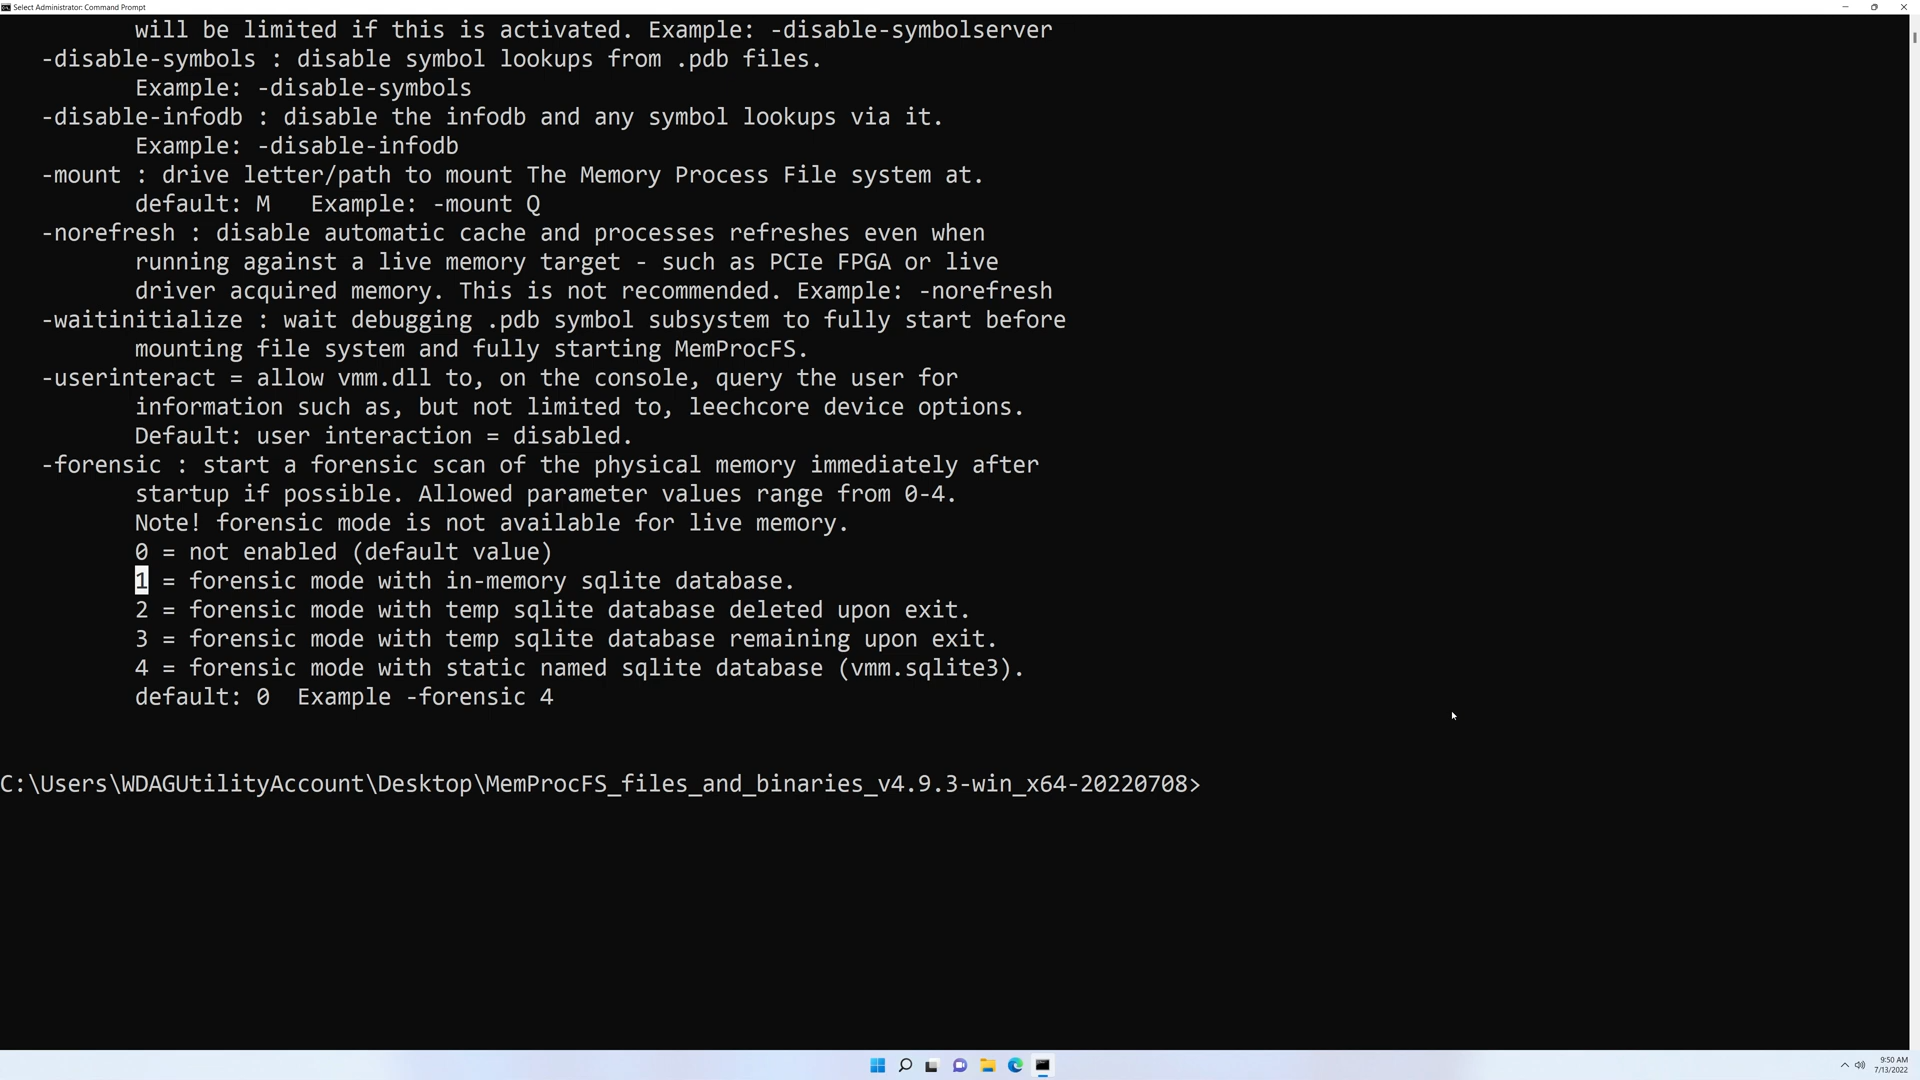 Select Administrator: Command Prompt
will be limited if this is activated. Example: -disable-symbolserver
-disable-symbols : disable symbol lookups from .pdb files.
Example: -disable-symbols
-disable-infodb : disable the infodb and any symbol lookups via it.
Example: -disable-infodb
-mount : drive letter/path to mount The Memory Process File system at.
default: M   Example: -mount Q
-norefresh : disable automatic cache and processes refreshes even when
running against a live memory target - such as PCIe FPGA or live
driver acquired memory. This is not recommended. Example: -norefresh
-waitinitialize : wait debugging .pdb symbol subsystem to fully start before
mounting file system and fully starting MemProcFS.
-userinteract = allow vmm.dll to, on the console, query the user for
information such as, but not limited to, leechcore device options.
Default: user interaction = disabled.
-forensic : start a forensic scan of the physical memory immediately after
startup if possible. Allowed parameter values range from 0-4.
Note! forensic mode is not available for live memory.
0 = not enabled (default value)
1 = forensic mode with in-memory sqlite database.
2 = forensic mode with temp sqlite database deleted upon exit.
3 = forensic mode with temp sqlite database remaining upon exit.
4 = forensic mode with static named sqlite database (vmm.sqlite3).
default: 0  Example -forensic 4
C:\Users\WDAGUtilityAccount\Desktop\MemProcFS_files_and_binaries_v4.9.3-win_x64-20220708>
9:50 AM
7/13/2022